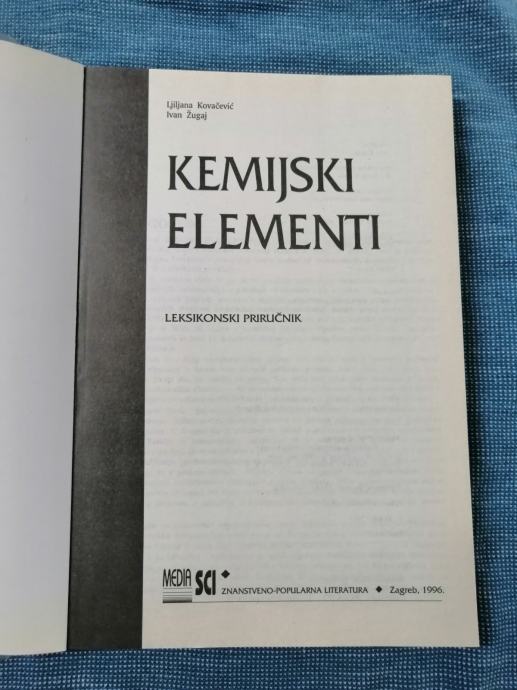 Ljiljana Kovačević
Ivan Žugaj
KEMIJSKI
ELEMENTI
LEKSIKONSKI PRIRUČNIK
MEDIA SCI ◆ ZNANSTVENO-POPULARNA LITERATURA ◆ Zagreb, 1996.